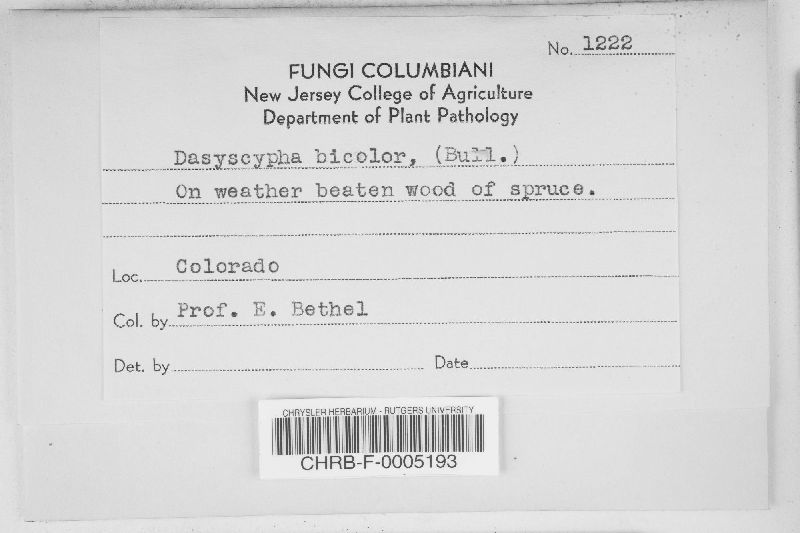 No. 1222
FUNGI COLUMBIANI
New Jersey College of Agriculture
Department of Plant Pathology
Dasyscypha bicolor, (Bull.)
On weather beaten wood of spruce.
Loc. Colorado
Col. by Prof. E. Bethel
Det. by Date
CHRYSLER HERBARIUM - RUTGERS UNIVERSITY
CHRB-F-0005193